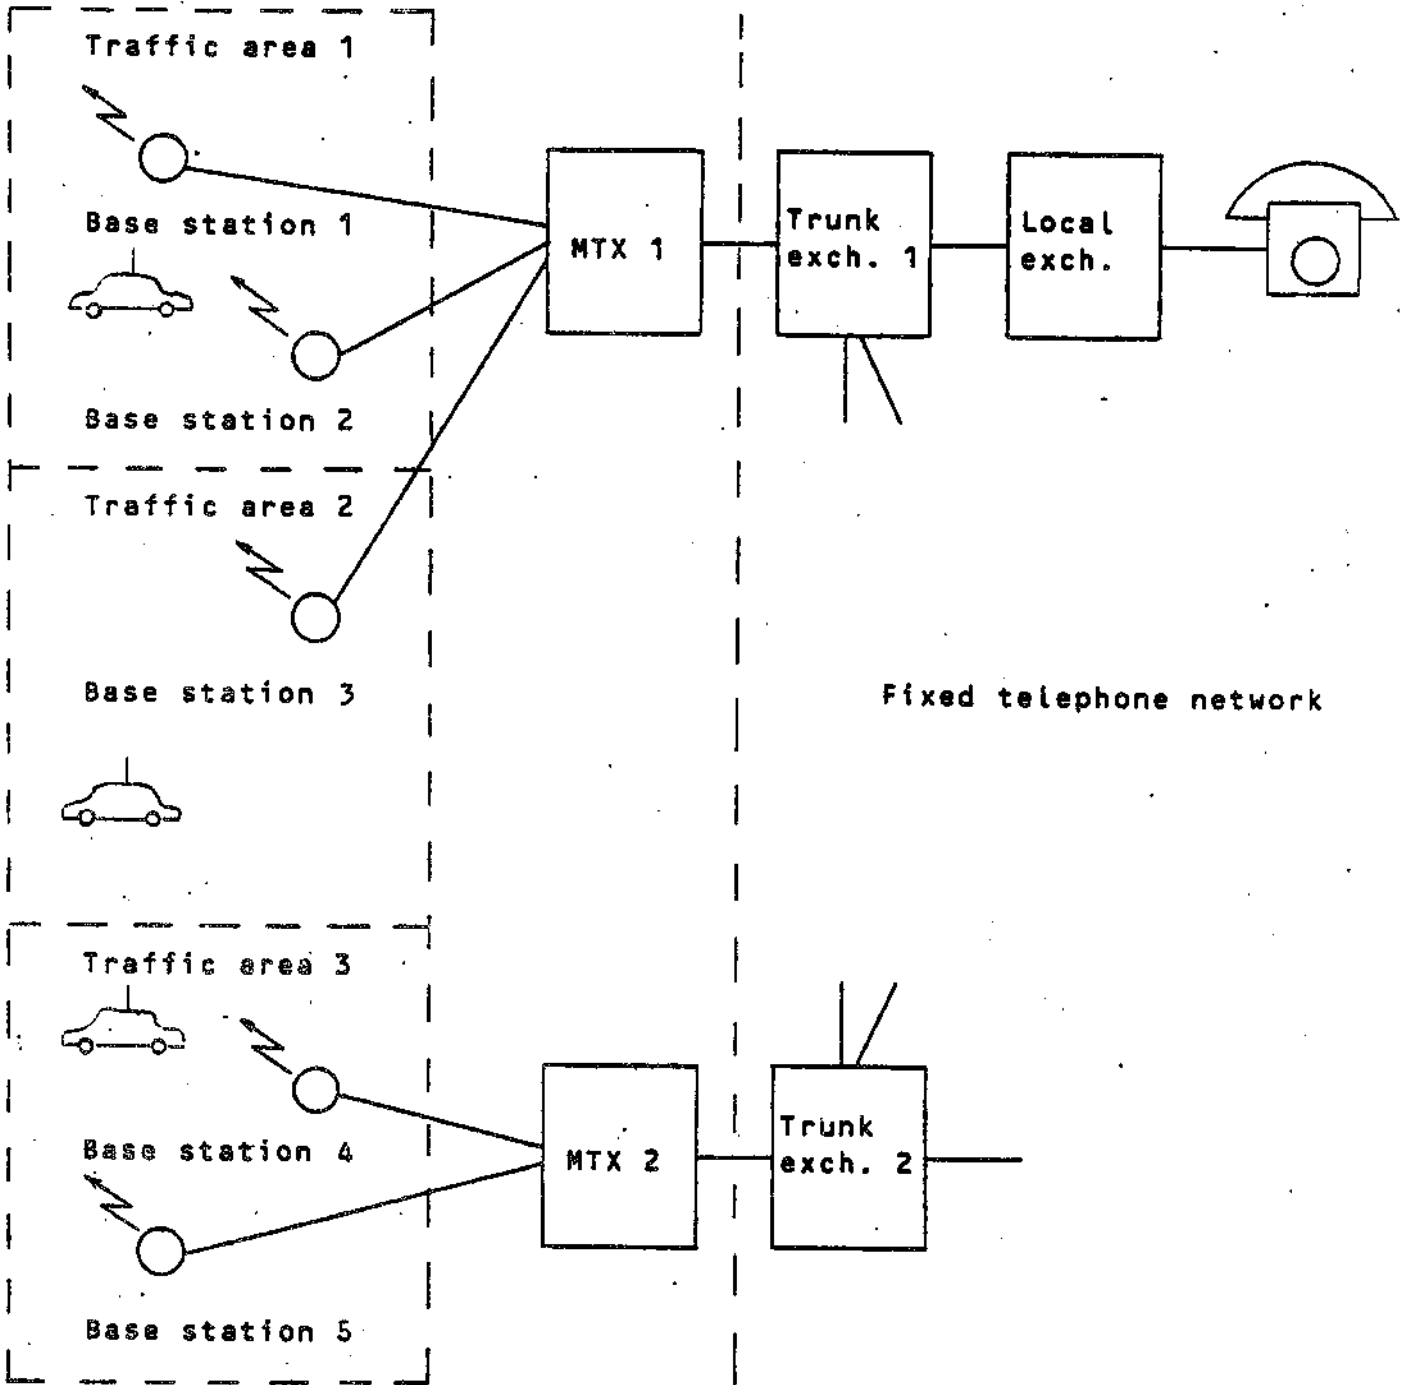 Traffic area 1
Base station 1
Base station 2
MTX 1
Trunk
exch. 1
Local
exch.
Traffic area 2
Base station 3
Fixed telephone network
Traffic area 3
Base station 4
Base station 5
MTX 2
Trunk
exch. 2